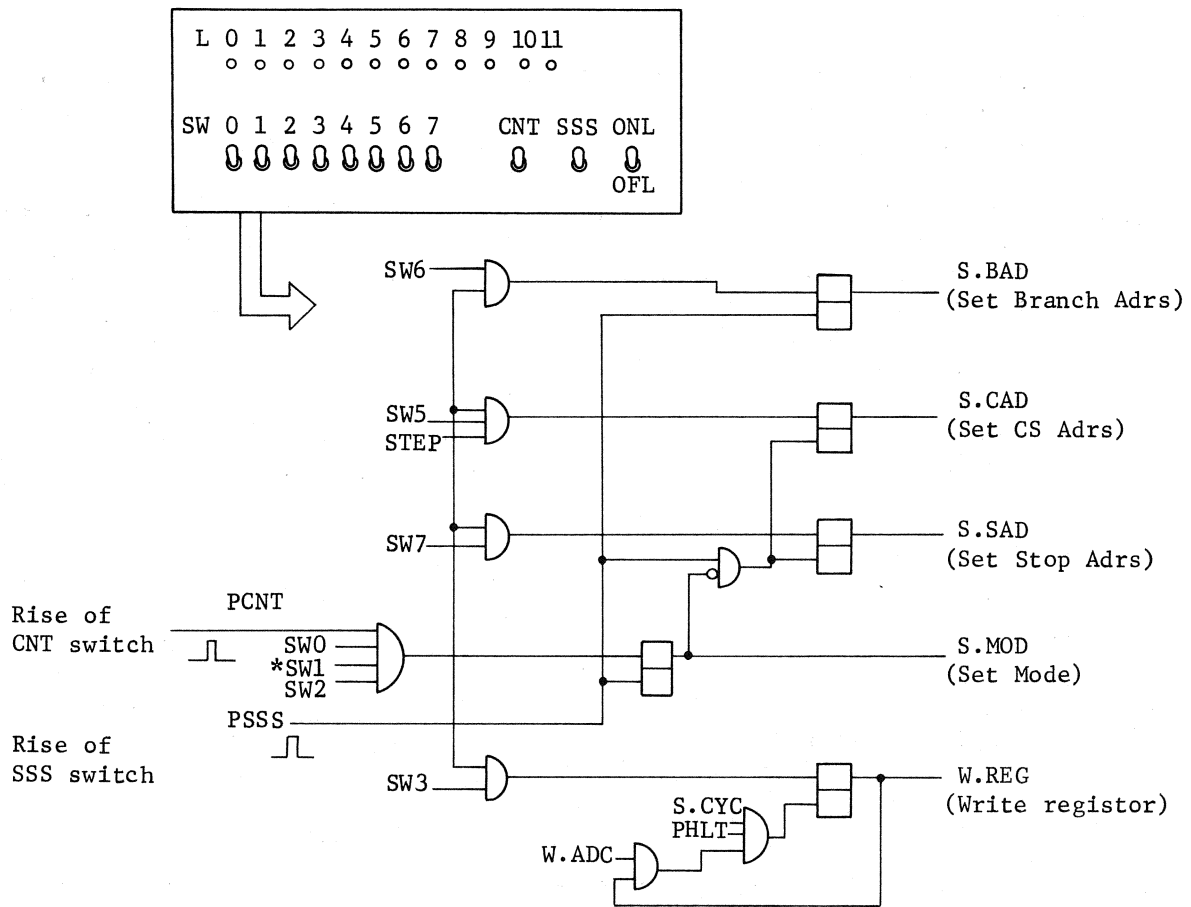 L 0 1 2 3 4 5 6 7 8 9 10 11
SW 0 1 2 3 4 5 6 7 CNT SSS ONL
OFL
SW6
S.BAD
(Set Branch Adrs)
SW5
STEP
S.CAD
(Set CS Adrs)
SW7
S.SAD
(Set Stop Adrs)
Rise of
CNT switch
PCNT
SW0
*SW1
SW2
S.MOD
(Set Mode)
PSSS
Rise of
SSS switch
SW3
W.REG
(Write registor)
S.CYC
PHLT
W.ADC